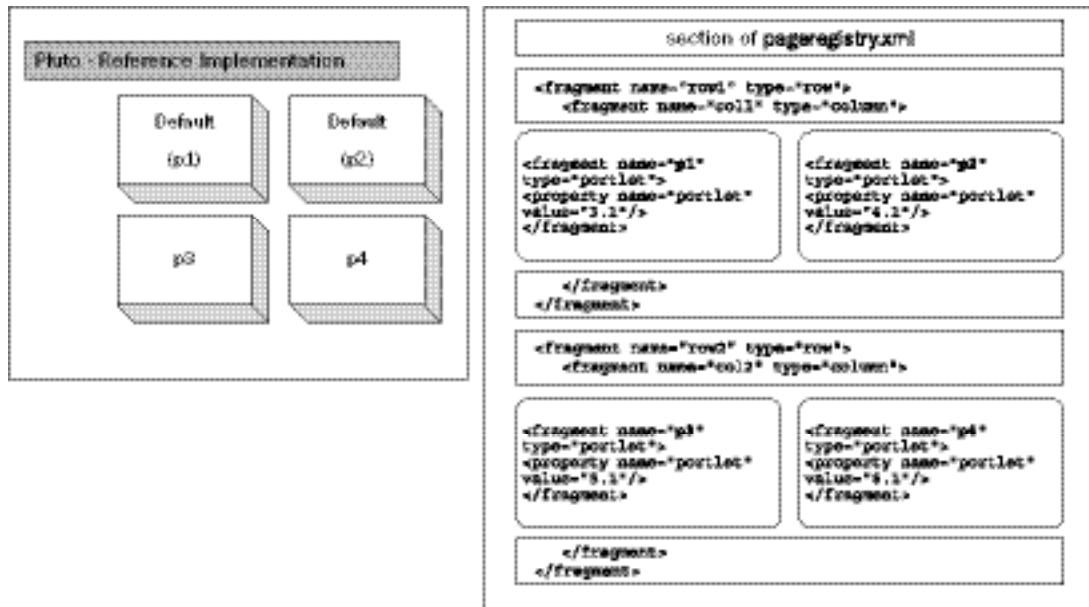 Pluto - Reference Implementation
Default
(p1)
Default
(p2)
p3
p4
section of pageregistry.xml
<fragment name="row1" type="row">
<fragment name="col1" type="column">
<fragment name="p1"
type="portlet">
<property name="portlet"
value="3.1"/>
</fragment>
<fragment name="p2"
type="portlet">
<property name="portlet"
value="4.1"/>
</fragment>
</fragment>
</fragment>
<fragment name="row2" type="row">
<fragment name="col2" type="column">
<fragment name="p3"
type="portlet">
<property name="portlet"
value="5.1"/>
</fragment>
<fragment name="p4"
type="portlet">
<property name="portlet"
</fragment>
</fragment>
</fragment>